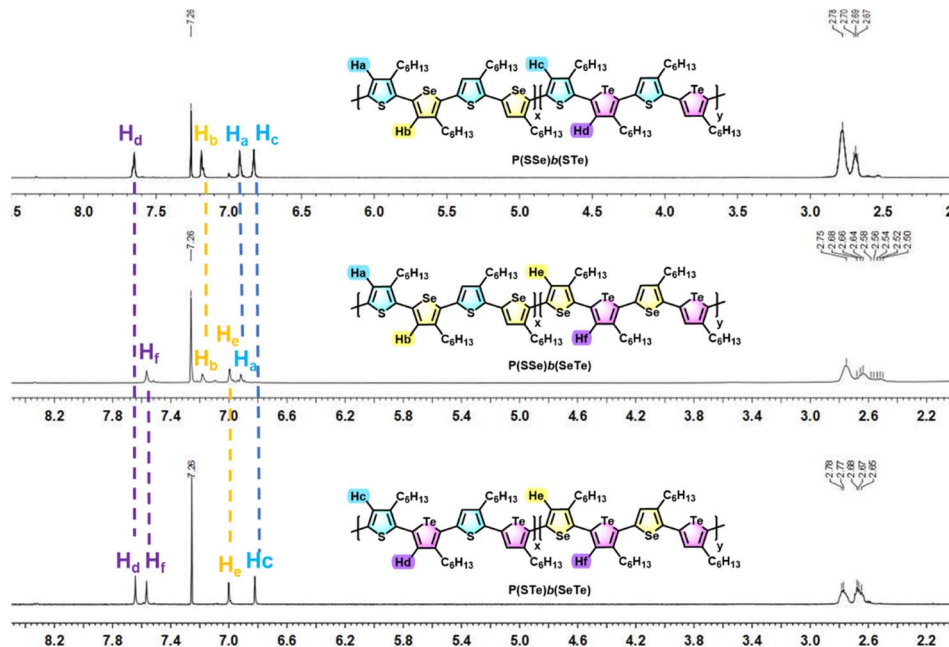 7.26
2.78
2.70
2.69
2.67
Ha C6H13 C6H13 Hc C6H13 C6H13
Se Se Te Te
S S x S S y
Hb C6H13 C6H13 Hd C6H13 C6H13
P(SSe)b(STe)
Hd Hb Ha Hc
8.5 8.0 7.5 7.0 6.5 6.0 5.5 5.0 4.5 4.0 3.5 3.0 2.5
7.26
2.75
2.68
2.66
2.64
2.58
2.56
2.54
2.52
2.50
Ha C6H13 C6H13 He C6H13 C6H13
Se Se Te Te
S S x Se Se y
Hb C6H13 C6H13 Hf C6H13 C6H13
P(SSe)b(SeTe)
Hf Hb He Ha
8.2 7.8 7.4 7.0 6.6 6.2 5.8 5.4 5.0 4.6 4.2 3.8 3.4 3.0 2.6 2.2
7.26
2.78
2.77
2.68
2.67
2.65
Hc C6H13 C6H13 He C6H13 C6H13
Te Te Te Te
S S x Se Se y
Hd C6H13 C6H13 Hf C6H13 C6H13
P(STe)b(SeTe)
Hd Hf He Hc
8.2 7.8 7.4 7.0 6.6 6.2 5.8 5.4 5.0 4.6 4.2 3.8 3.4 3.0 2.6 2.2